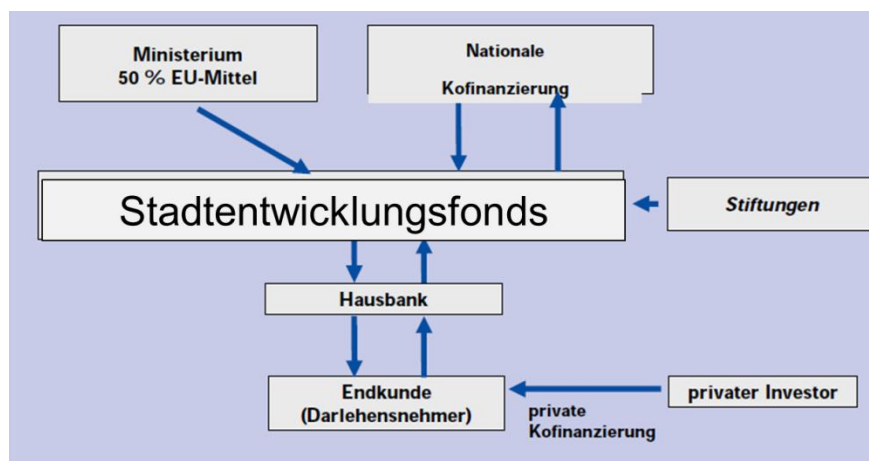 Ministerium
50 % EU-Mittel
Nationale
Kofinanzierung
Stadtentwicklungsfonds
Stiftungen
Hausbank
Endkunde
(Darlehensnehmer)
private
Kofinanzierung
privater Investor